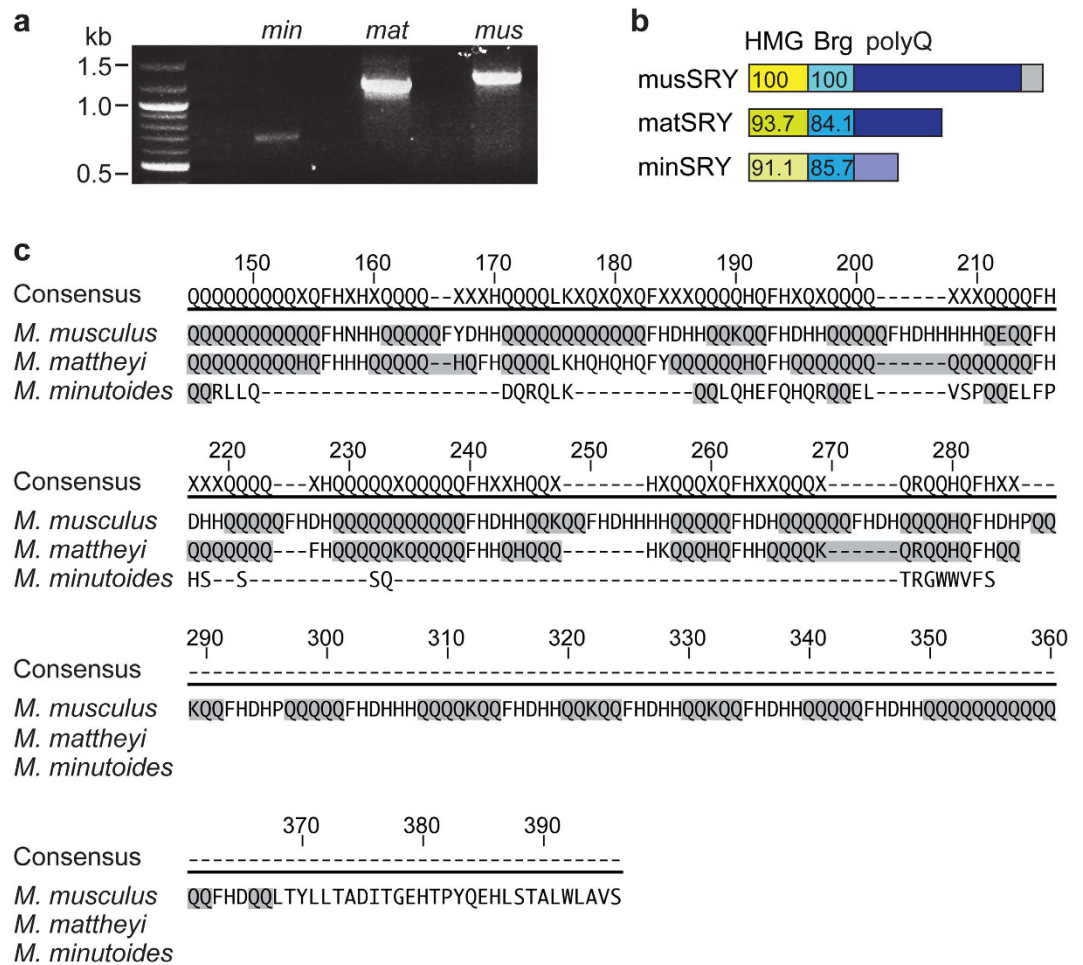 a
min mat mus
kb
1.5
1.0
0.5
b
HMG Brg polyQ
musSRY 100 100
matSRY 93.7 84.1
minSRY 91.1 85.7
c
150 160 170 180 190 200 210
Consensus QQQQQQQQQXQFHXHXQQQQ--XXXHQQQQLKXQXQXQFXXXQQQQHQFHXQXQQQQ------XXXQQQQFH
M. musculus QQQQQQQQQQQFHNHHQQQQQFYDHHQQQQQQQQQQQQFHDHHQQKQQFHDHHQQQQQFHDHHHHHQEQQFH
M. mattheyi QQQQQQQQQHQFHHHQQQQQ--HQFHQQQQLKHQHQHQFYQQQQQQHQFHQQQQQQQ------QQQQQQQFH
M. minutoides QQRLLQ--------------------DQRQLK----------QQLQHEFQHQRQQEL------VSPQQELFP
220 230 240 250 260 270 280
Consensus XXXQQQQ---XHQQQQQXQQQQQFHXXHQQX-------HXQQQXQFHXXQQQX------QRQQHQFHXX---
M. musculus DHHQQQQQFHDHQQQQQQQQQQQFHDHHQQKQQFHDHHHHQQQQQFHDHQQQQQQFHDHQQQQHQFHDHPQQ
M. mattheyi QQQQQQQ---FHQQQQQKQQQQQFHHQHQQQ-------HKQQQHQFHHQQQQK------QRQQHQFHQQ
M. minutoides HS--S----------SQ------------------------------------------TRGWWVFS
290 300 310 320 330 340 350 360
Consensus ------------------------------------------------------------------------
M. musculus KQQFHDHPQQQQQFHDHHHQQQQKQQFHDHHQQKQQFHDHHQQKQQFHDHHQQQQQFHDHHQQQQQQQQQQQ
M. mattheyi
M. minutoides
370 380 390
Consensus ------------------------------------
M. musculus QQFHDQQLTYLLTADITGEHTPYQEHLSTALWLAVS
M. mattheyi
M. minutoides